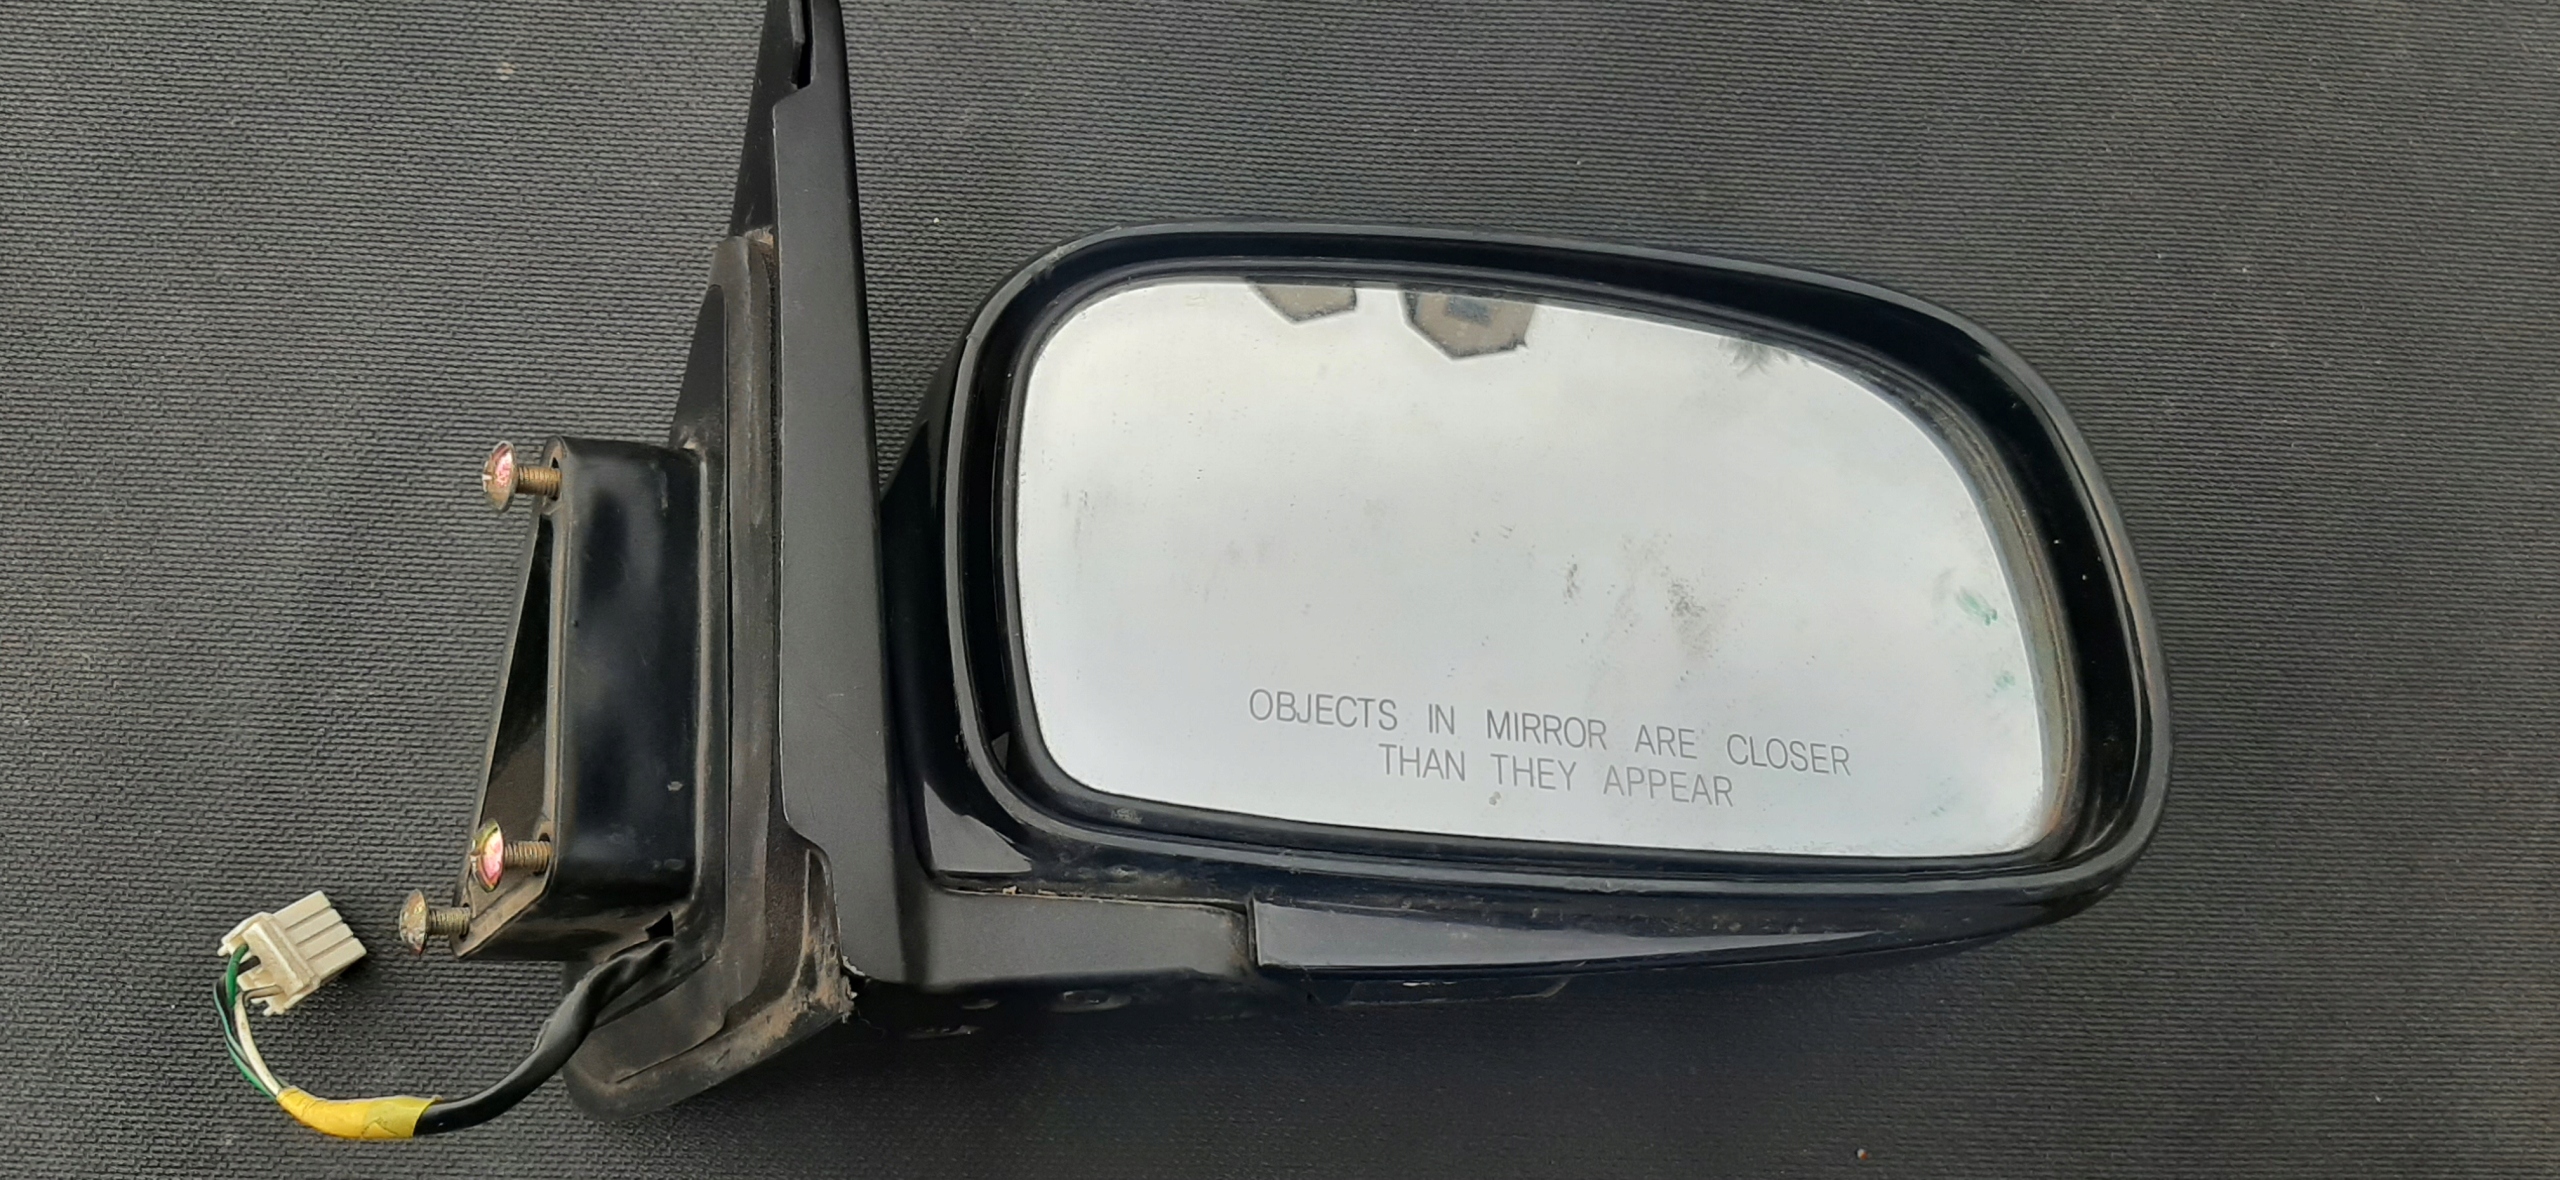 OBJECTS IN MIRROR ARE CLOSER
THAN THEY APPEAR